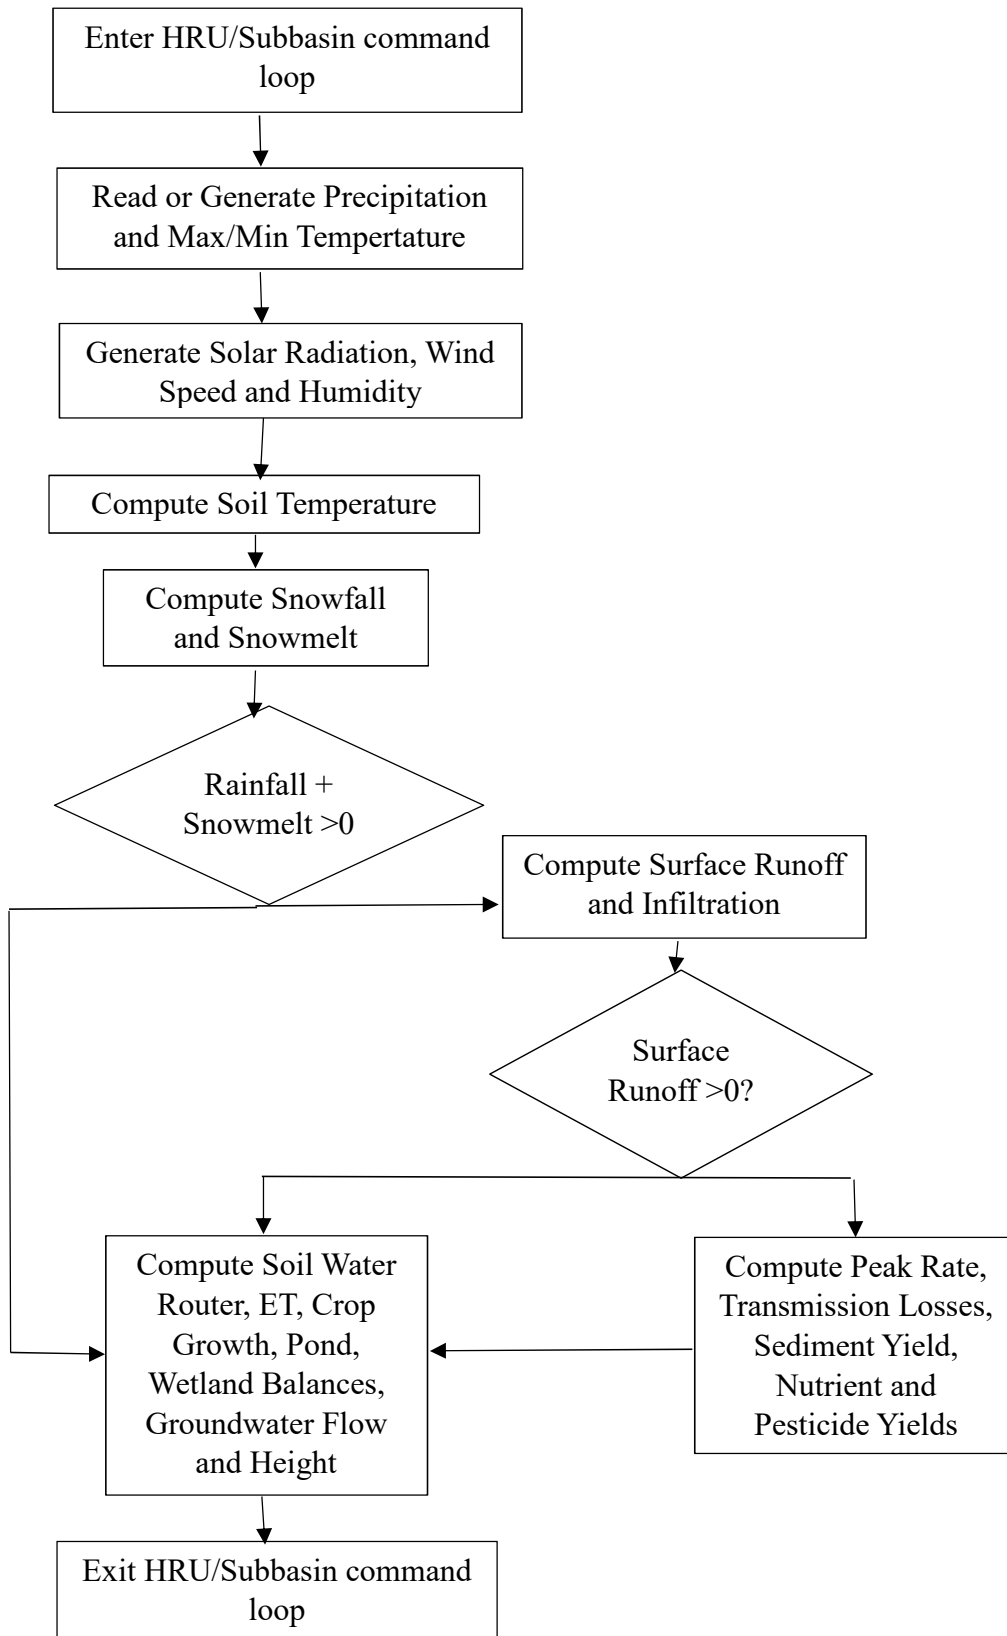 Enter HRU/Subbasin command
loop
Read or Generate Precipitation
and Max/Min Tempertature
Generate Solar Radiation, Wind
Speed and Humidity
Compute Soil Temperature
Compute Snowfall
and Snowmelt
Rainfall +
Snowmelt >0
Compute Surface Runoff
and Infiltration
Surface
Runoff >0?
Compute Soil Water
Router, ET, Crop
Growth, Pond,
Wetland Balances,
Groundwater Flow
and Height
Compute Peak Rate,
Transmission Losses,
Sediment Yield,
Nutrient and
Pesticide Yields
Exit HRU/Subbasin command
loop